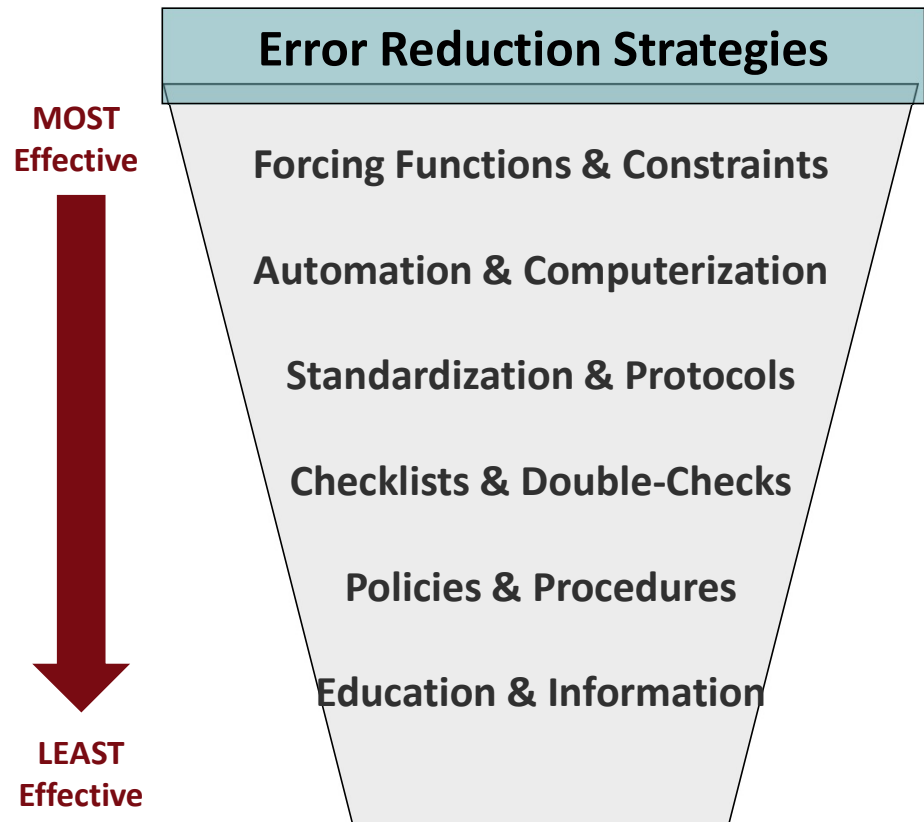 Error Reduction Strategies
MOST
Effective
Forcing Functions & Constraints
Automation & Computerization
Standardization & Protocols
Checklists & Double-Checks
Policies & Procedures
Education & Information
LEAST
Effective